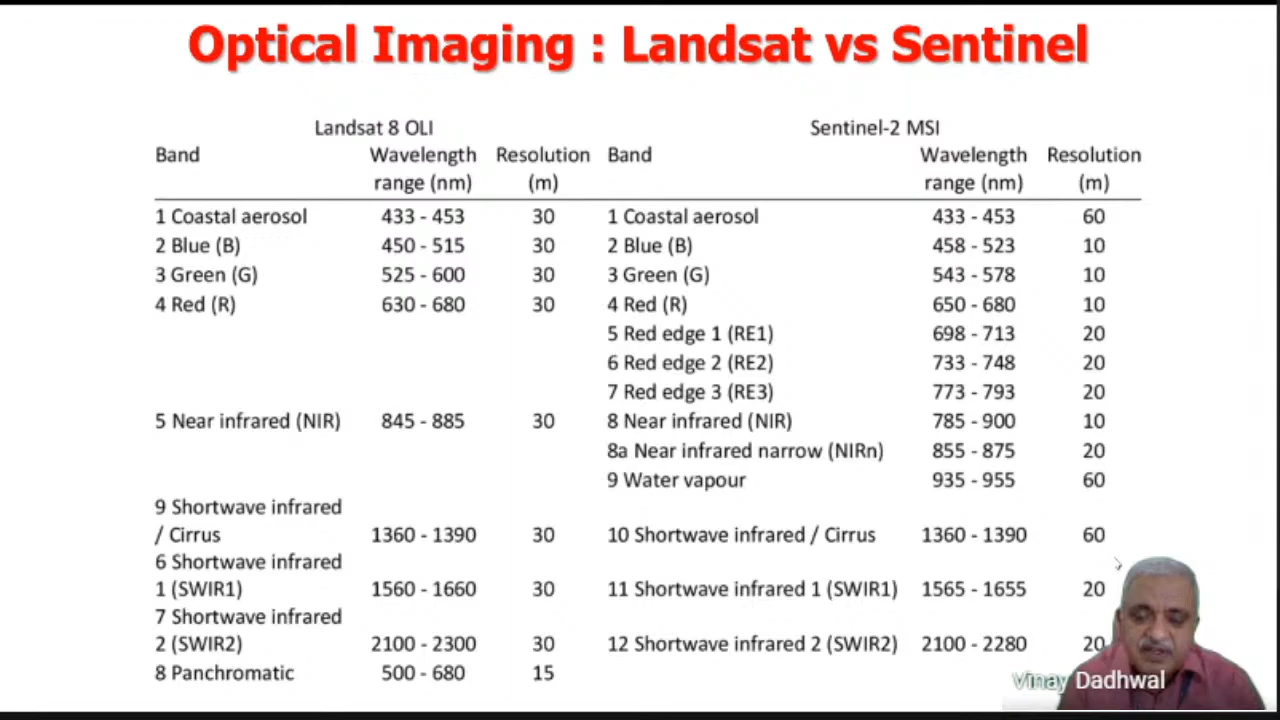 Optical Imaging : Landsat vs Sentinel
Landsat 8 OLI Sentinel-2 MSI
Band Wavelength Resolution Band Wavelength Resolution
range (nm) (m) range (nm) (m)
1 Coastal aerosol 433 - 453 30 1 Coastal aerosol 433 - 453 60
2 Blue (B) 450 - 515 30 2 Blue (B) 458 - 523 10
3 Green (G) 525 - 600 30 3 Green (G) 543 - 578 10
4 Red (R) 630 - 680 30 4 Red (R) 650 - 680 10
5 Red edge 1 (RE1) 698 - 713 20
6 Red edge 2 (RE2) 733 - 748 20
7 Red edge 3 (RE3) 773 - 793 20
5 Near infrared (NIR) 845 - 885 30 8 Near infrared (NIR) 785 - 900 10
8a Near infrared narrow (NIRn) 855 - 875 20
9 Water vapour 935 - 955 60
9 Shortwave infrared
/ Cirrus 1360 - 1390 30 10 Shortwave infrared / Cirrus 1360 - 1390 60
6 Shortwave infrared
1 (SWIR1) 1560 - 1660 30 11 Shortwave infrared 1 (SWIR1) 1565 - 1655 20
7 Shortwave infrared
2 (SWIR2) 2100 - 2300 30 12 Shortwave infrared 2 (SWIR2) 2100 - 2280 20
8 Panchromatic 500 - 680 15
Vinay Dadhwal